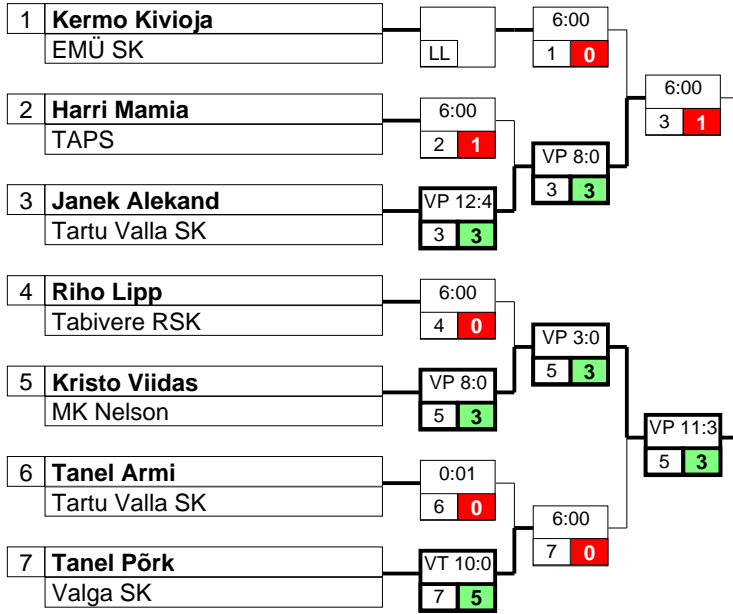 1 Kermo Kivioja
EMÜ SK
LL
6:00
1 0
6:00
3 1
2 Harri Mamia
TAPS
6:00
2 1
VP 8:0
3 3
3 Janek Alekand
Tartu Valla SK
VP 12:4
3 3
4 Riho Lipp
Tabivere RSK
6:00
4 0
VP 3:0
5 3
5 Kristo Viidas
MK Nelson
VP 8:0
5 3
VP 11:3
5 3
6 Tanel Armi
Tartu Valla SK
0:01
6 0
6:00
7 0
7 Tanel Põrk
Valga SK
VT 10:0
7 5